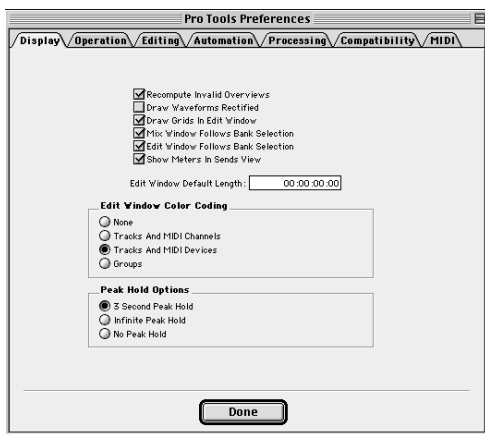 Pro Tools Preferences
Display Operation Editing Automation Processing Compatibility MIDI
Recompute Invalid Overviews
Draw Waveforms Rectified
Draw Grids In Edit Window
Mix Window Follows Bank Selection
Edit Window Follows Bank Selection
Show Meters In Sends View
Edit Window Default Length: 00:00:00:00
Edit Window Color Coding
None
Tracks And MIDI Channels
Tracks And MIDI Devices
Groups
Peak Hold Options
3 Second Peak Hold
Infinite Peak Hold
No Peak Hold
Done